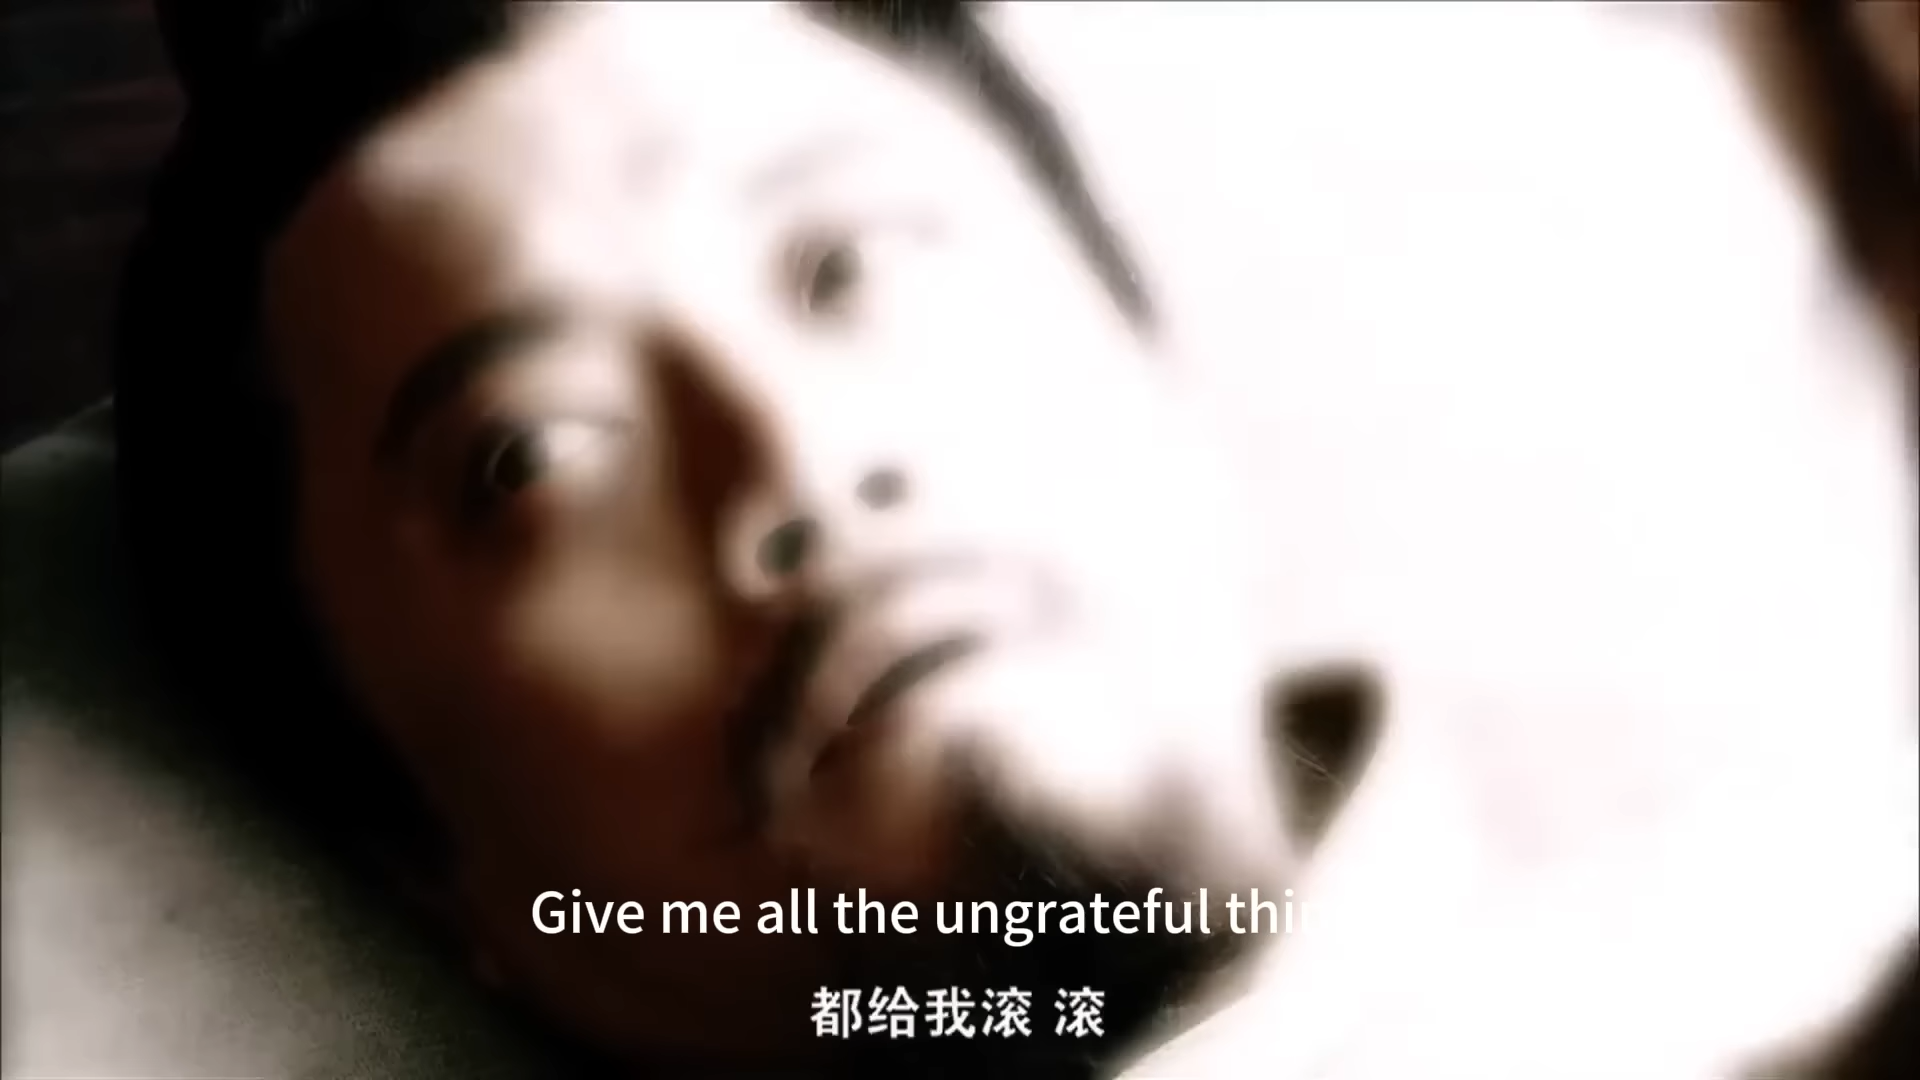 Give me all the ungrateful
都给我滚 滚